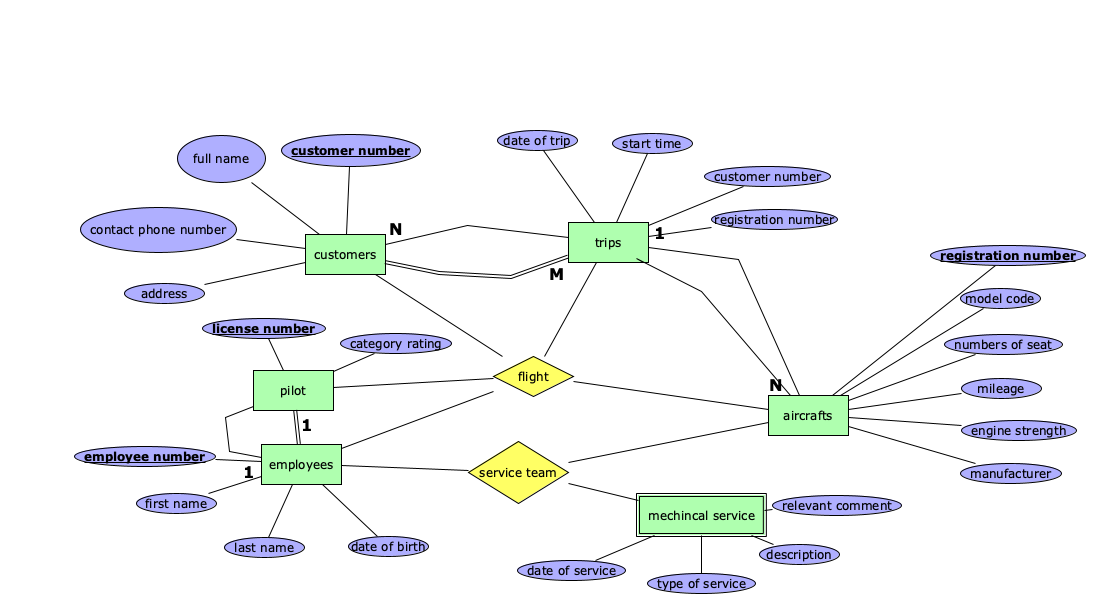 date of trip
start time
full name
customer number
customer number
registration number
contact phone number
N
1
trips
customers
registration number
M
address
model code
license number
category rating
numbers of seat
flight
N
mileage
pilot
aircrafts
1
engine strength
employee number
1
employees
service team
manufacturer
first name
mechincal service
relevant comment
last name
date of birth
description
date of service
type of service